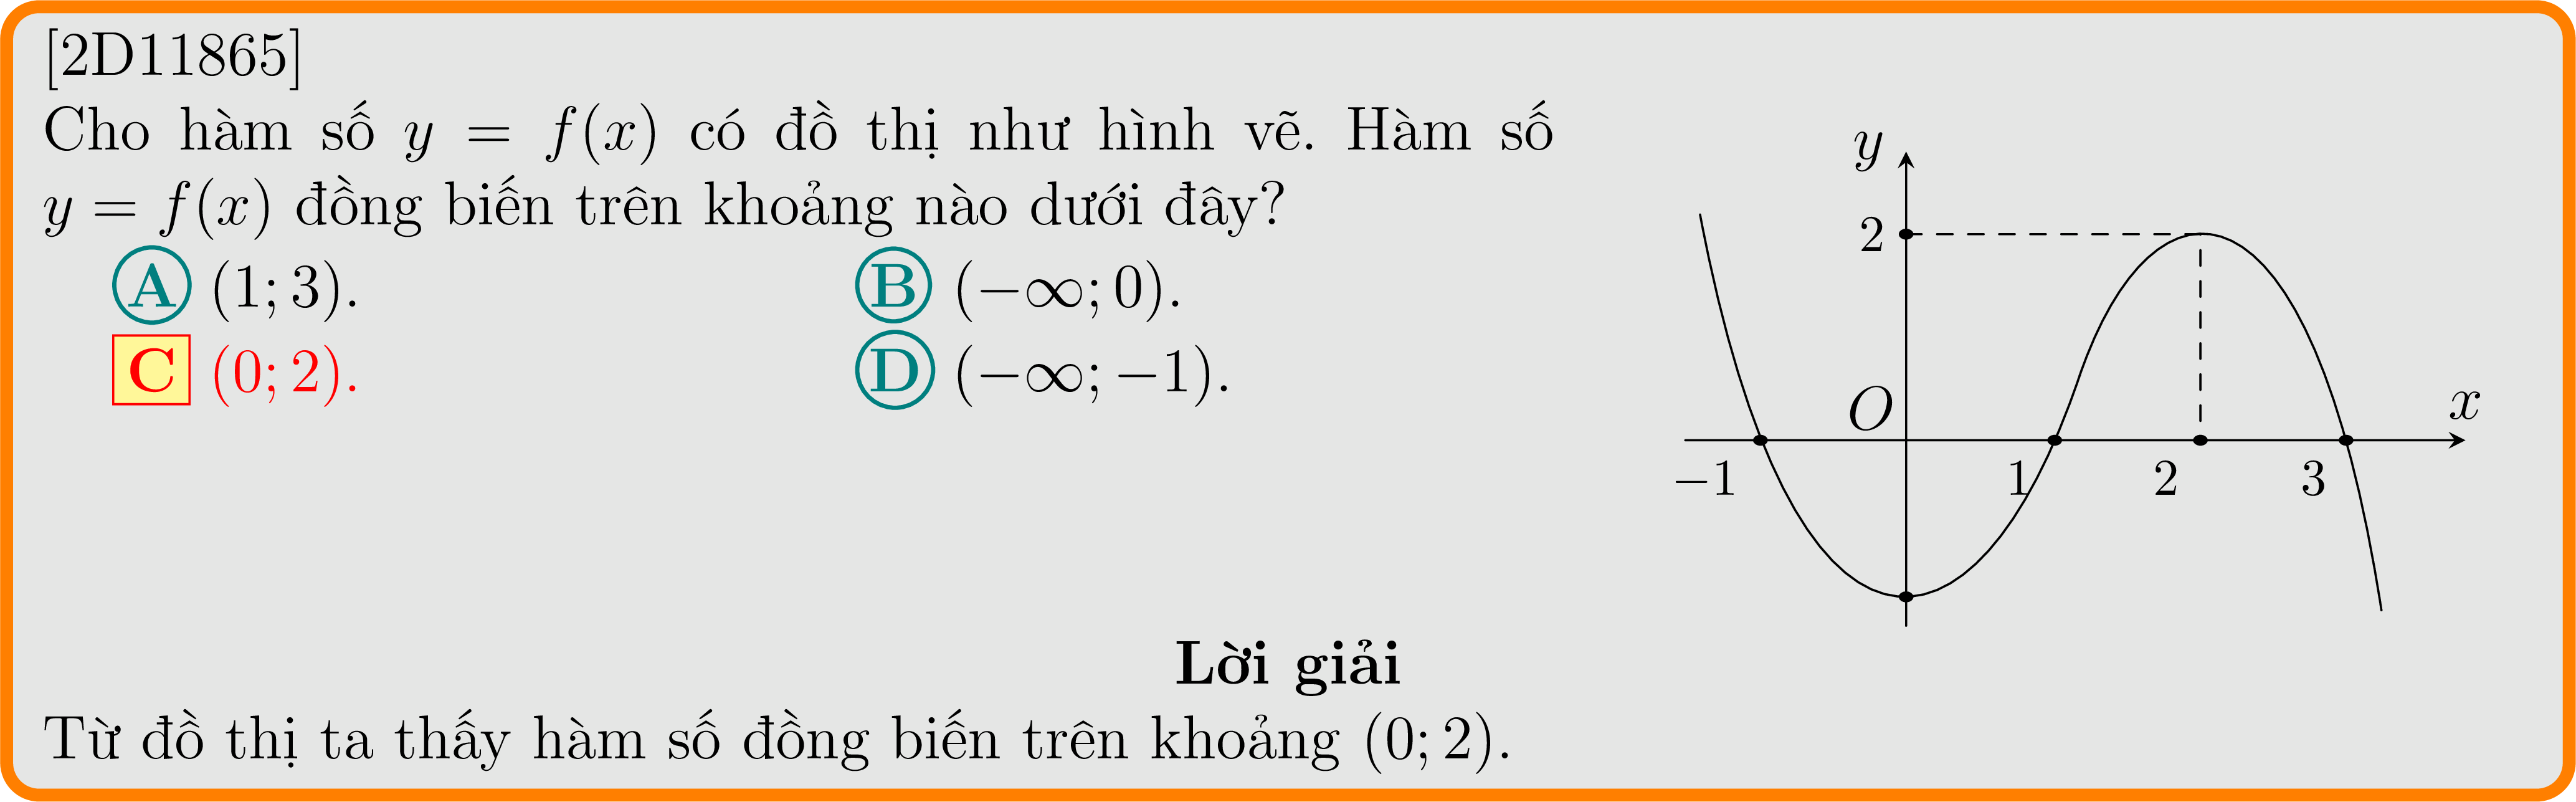 [2D11865]
Cho hàm số y = f(x) có đồ thị như hình vẽ. Hàm số
y = f(x) đồng biến trên khoảng nào dưới đây?
A (1; 3).
B (−∞; 0).
C (0; 2).
D (−∞; −1).
y
2
O
x
−1
1
2
3
Lời giải
Từ đồ thị ta thấy hàm số đồng biến trên khoảng (0; 2).